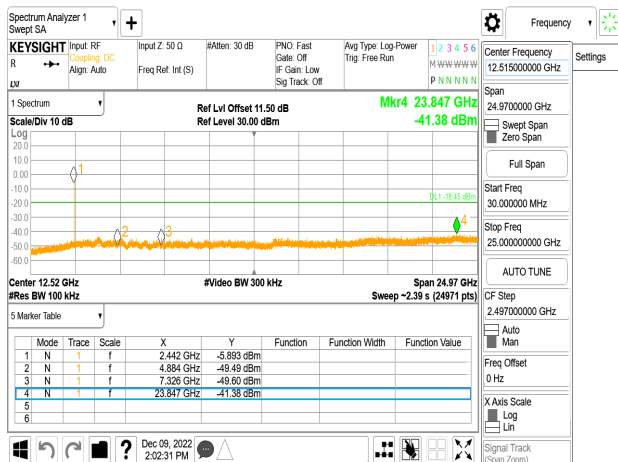 Spectrum Analyzer 1
Swept SA
Frequency
KEYSIGHT
R
Input: RF
Coupling: DC
Align: Auto
Input Z: 50 Ω
Freq Ref: Int (S)
#Atten: 30 dB
PNO: Fast
Gate: Off
IF Gain: Low
Sig Track: Off
Avg Type: Log-Power
Trig: Free Run
1 2 3 4 5 6
M W W W W W
P N N N N N
1 Spectrum
Scale/Div 10 dB
Ref Lvl Offset 11.50 dB
Ref Level 30.00 dBm
Mkr4 23.847 GHz
-41.38 dBm
Log
20.0
10.0
0.00
-10.0
-20.0
-30.0
-40.0
-50.0
-60.0
1
2
3
4
DL1 -19.45 dBm
Center 12.52 GHz
#Video BW 300 kHz
Span 24.97 GHz
#Res BW 100 kHz
Sweep ~2.39 s (24971 pts)
5 Marker Table
Mode Trace Scale X Y Function Function Width Function Value
1 N 1 f 2.442 GHz -5.893 dBm
2 N 1 f 4.884 GHz -49.49 dBm
3 N 1 f 7.326 GHz -49.60 dBm
4 N 1 f 23.847 GHz -41.38 dBm
5
6
?
Dec 09, 2022
2:02:31 PM
Center Frequency
12.515000000 GHz
Settings
Span
24.9700000 GHz
Swept Span
Zero Span
Full Span
Start Freq
30.000000 MHz
Stop Freq
25.000000000 GHz
AUTO TUNE
CF Step
2.497000000 GHz
Auto
Man
Freq Offset
0 Hz
X Axis Scale
Log
Lin
Signal Track
(Span Zoom)